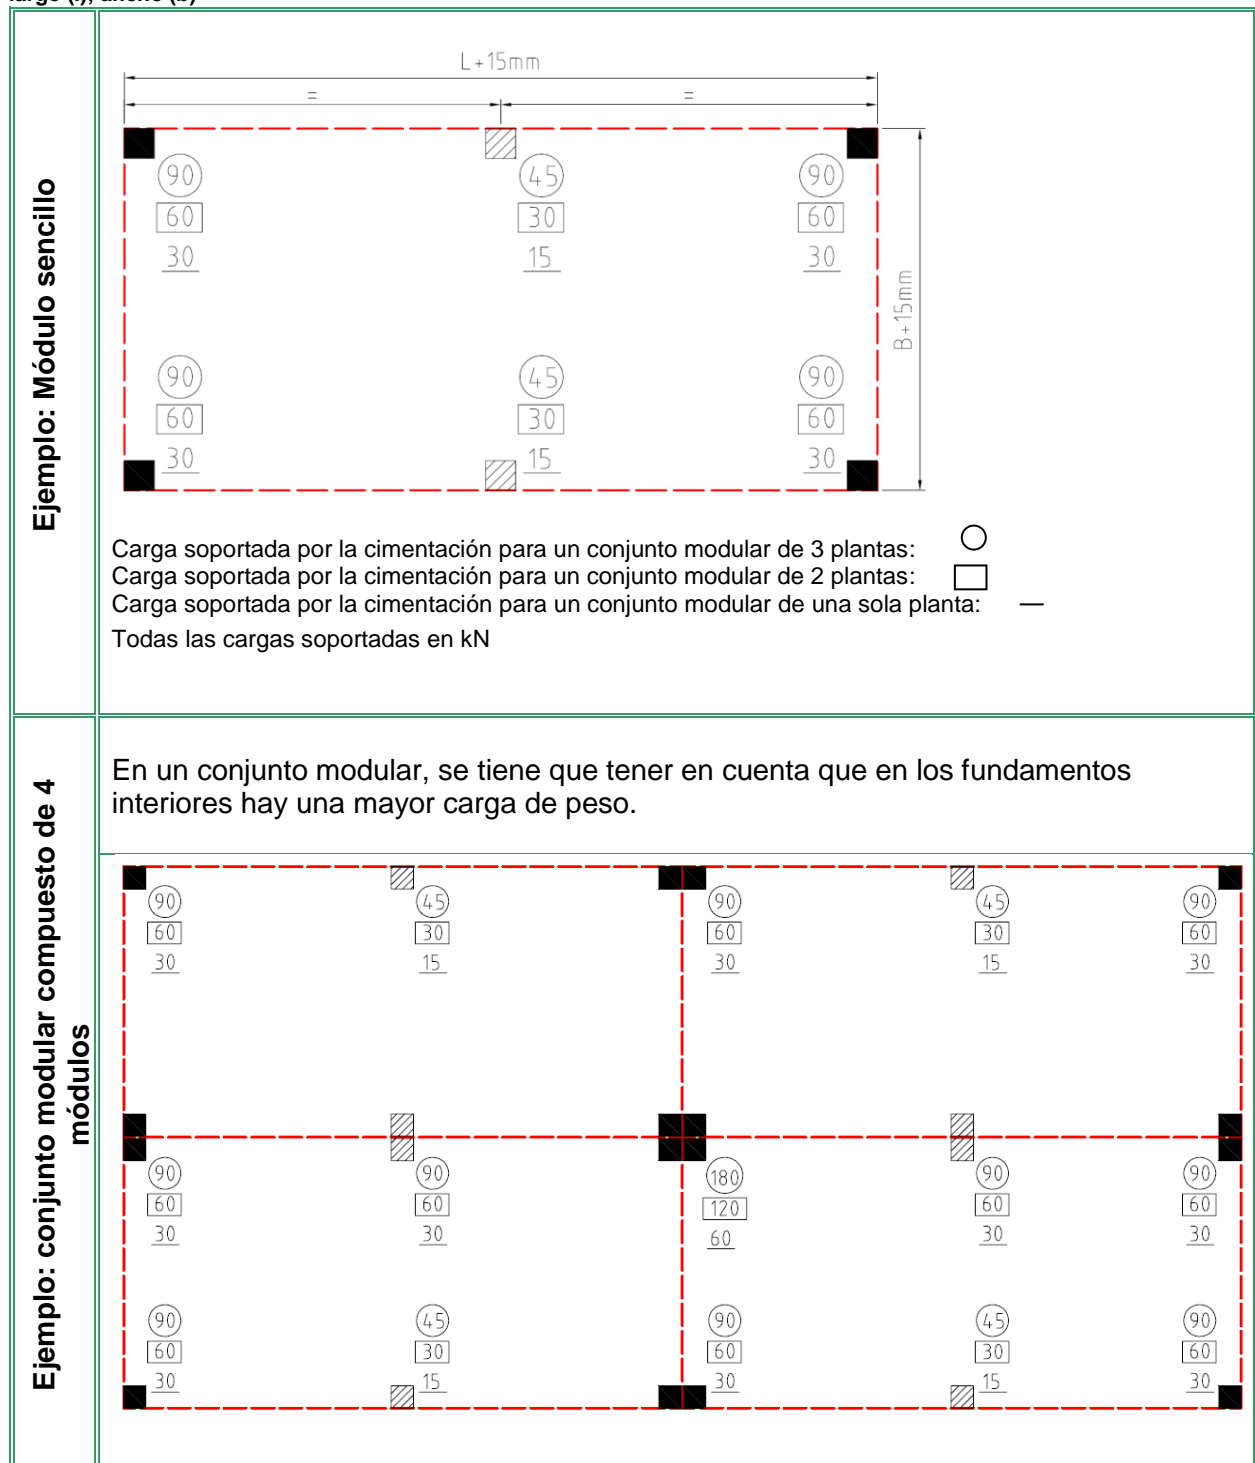 largo (l), ancho (b)
Ejemplo: Módulo sencillo
L+15mm
= =
90 45 90
60 30 60
30 15 30
B+15mm
90 45 90
60 30 60
30 15 30
Carga soportada por la cimentación para un conjunto modular de 3 plantas:
Carga soportada por la cimentación para un conjunto modular de 2 plantas:
Carga soportada por la cimentación para un conjunto modular de una sola planta: —
Todas las cargas soportadas en kN
Ejemplo: conjunto modular compuesto de 4
módulos
En un conjunto modular, se tiene que tener en cuenta que en los fundamentos
interiores hay una mayor carga de peso.
90 45 90 45 90
60 30 60 30 60
30 15 30 15 30
90 90 180 90 90
60 60 120 60 60
30 30 60 30 30
90 45 90 45 90
60 30 60 30 60
30 15 30 15 30